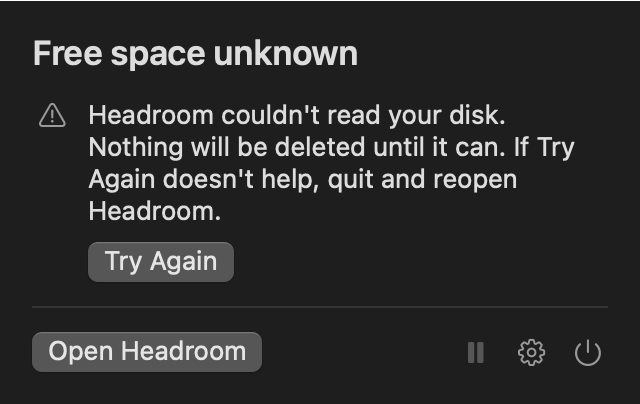 Free space unknown
Headroom couldn't read your disk.
Nothing will be deleted until it can. If Try
Again doesn't help, quit and reopen
Headroom.
Try Again
Open Headroom